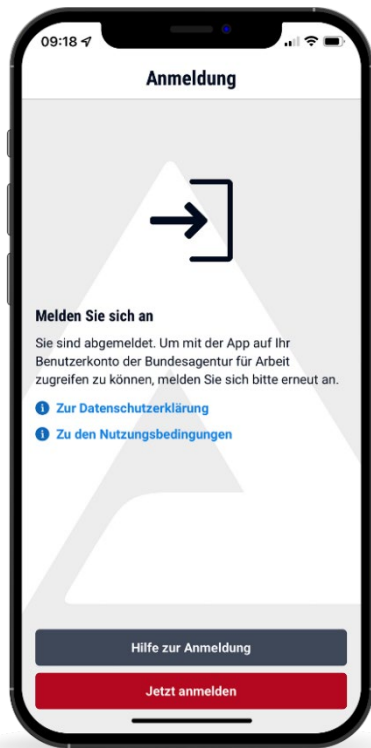 09:18
Anmeldung
Melden Sie sich an
Sie sind abgemeldet. Um mit der App auf Ihr
Benutzerkonto der Bundesagentur für Arbeit
zugreifen zu können, melden Sie sich bitte erneut an.
Zur Datenschutzerklärung
Zu den Nutzungsbedingungen
Hilfe zur Anmeldung
Jetzt anmelden